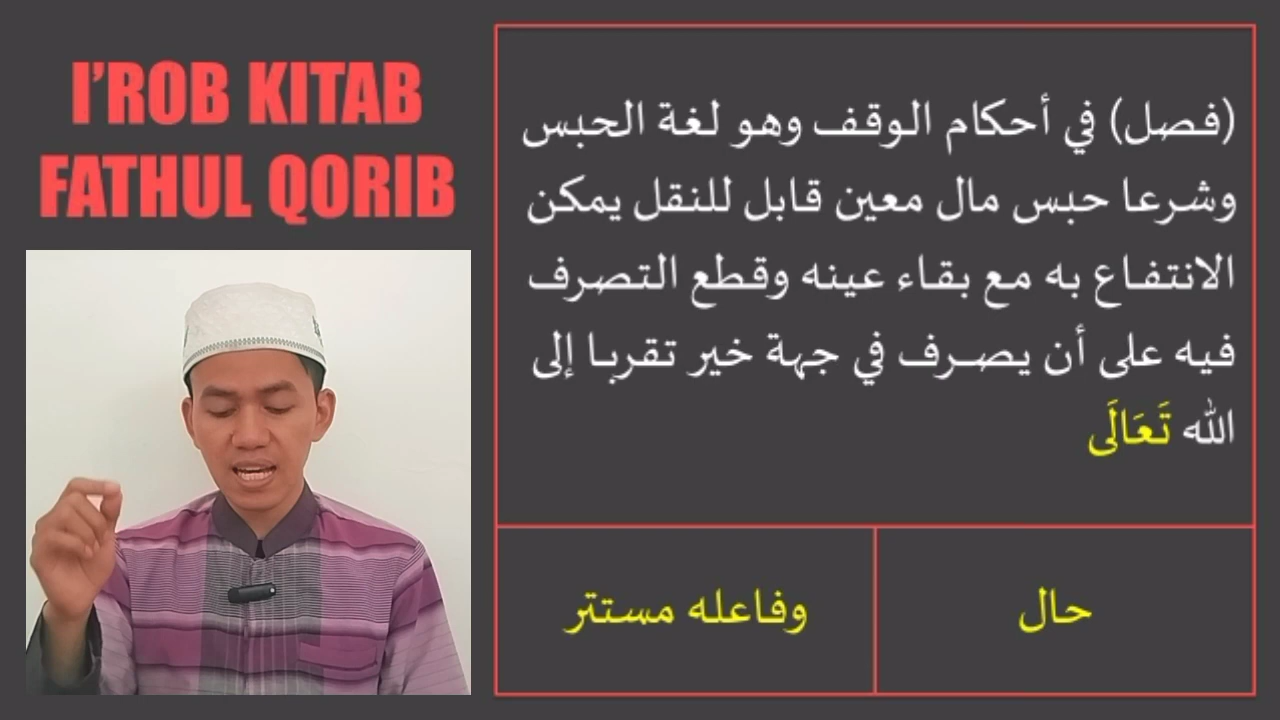 I'ROB KITAB
FATHUL QORIB
(فصل) في أحكام الوقف وهو لغة الحبس
وشرعا حبس مال معين قابل للنقل يمكن
الانتفاع به مع بقاء عينه وقطع التصرف
فيه على أن يصرف في جهة خير تقربا إلى
الله تَعَالَى
حال
وفاعله مستتر